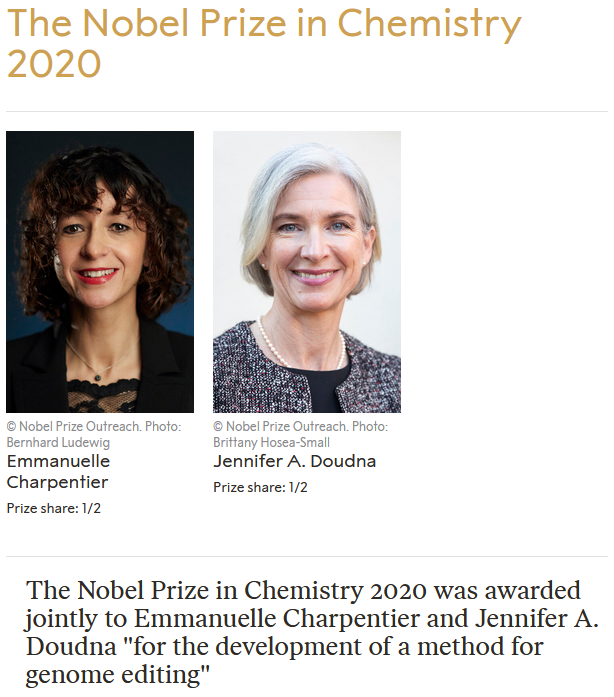 The Nobel Prize in Chemistry
2020
© Nobel Prize Outreach. Photo:
Bernhard Ludewig
Emmanuelle
Charpentier
Prize share: 1/2
© Nobel Prize Outreach. Photo:
Brittany Hosea-Small
Jennifer A. Doudna
Prize share: 1/2
The Nobel Prize in Chemistry 2020 was awarded
jointly to Emmanuelle Charpentier and Jennifer A.
Doudna "for the development of a method for
genome editing"